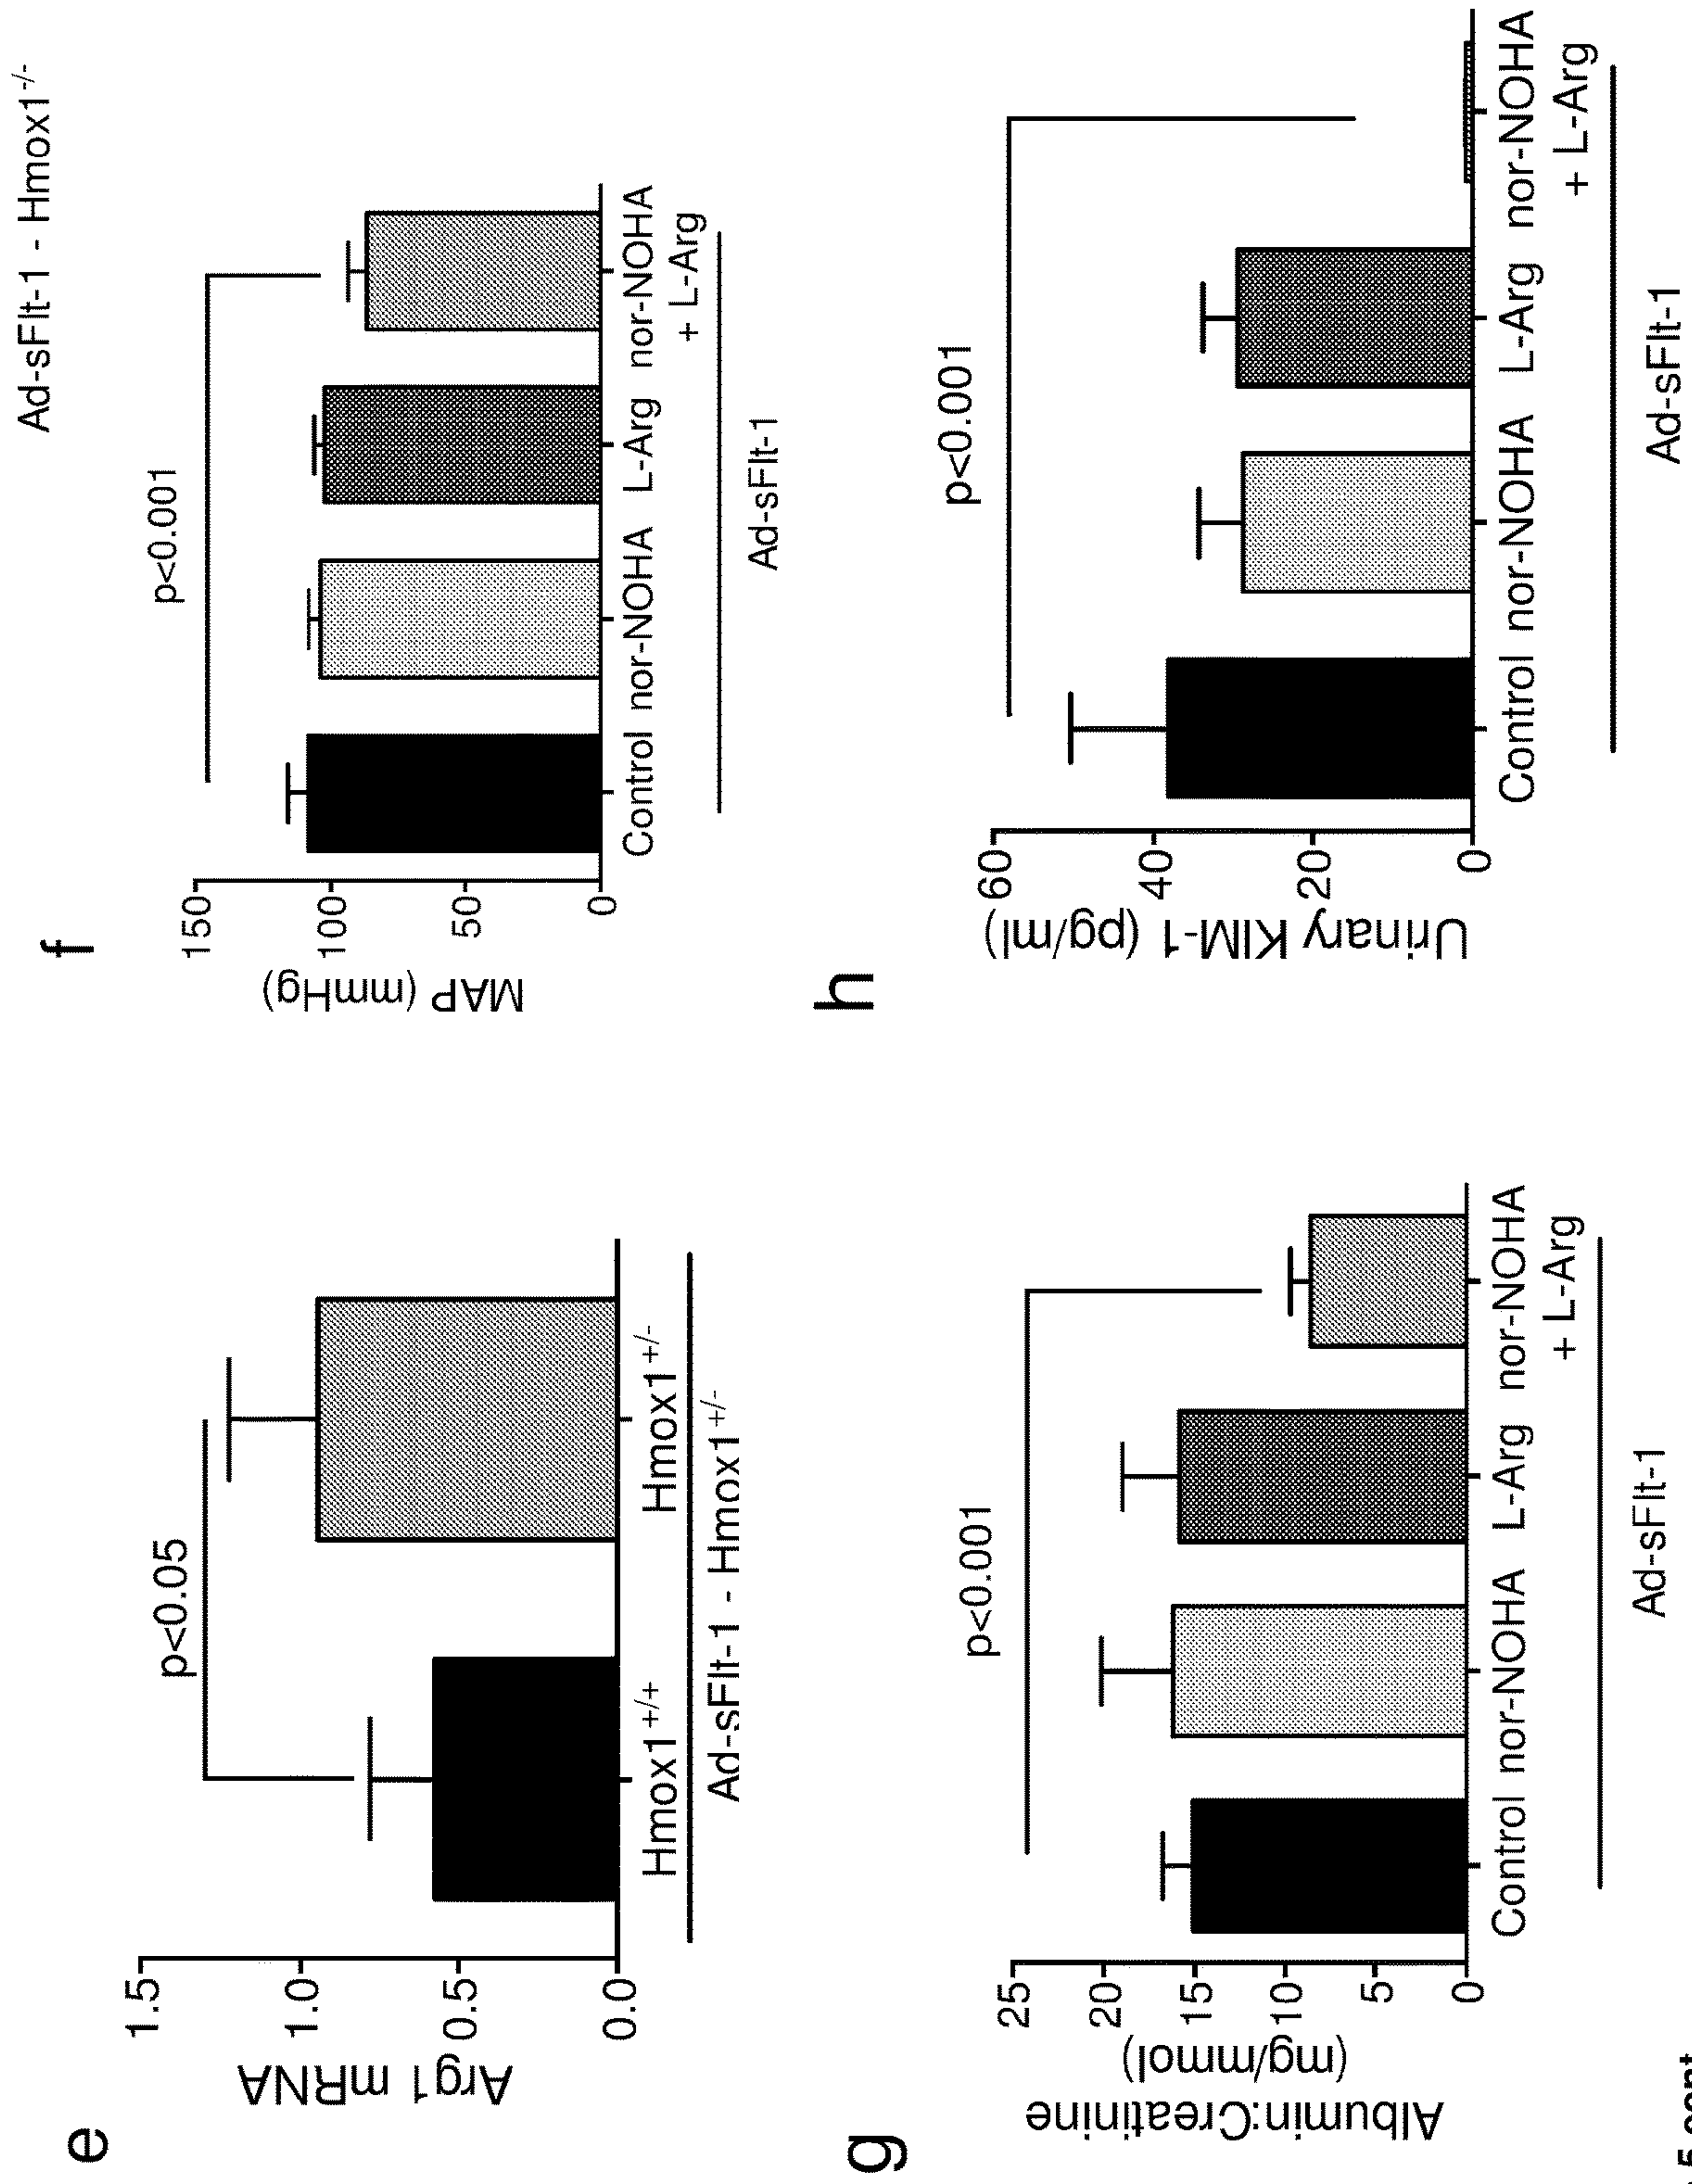 Ad-sFlt-1 - Hmox1-/-
e
Arg1 mRNA
1.5
1.0
0.5
0.0
p<0.05
Hmox1+/+ Hmox1+/-
Ad-sFlt-1 - Hmox1+/-
f
MAP (mmHg)
150
100
50
0
p<0.001
Control nor-NOHA L-Arg nor-NOHA
+ L-Arg
Ad-sFlt-1
g
Albumin:Creatinine
(mg/mmol)
25
20
15
10
5
0
p<0.001
Control nor-NOHA L-Arg nor-NOHA
+ L-Arg
Ad-sFlt-1
h
Urinary KIM-1 (pg/ml)
60
40
20
0
p<0.001
Control nor-NOHA L-Arg nor-NOHA
+ L-Arg
Ad-sFlt-1
5 cont